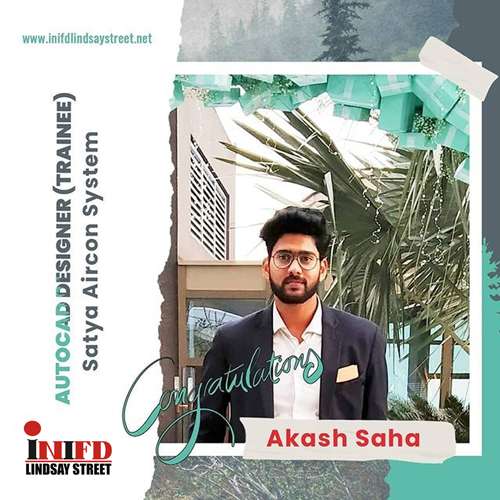 www.inifdlindsaystreet.net
AUTOCAD DESIGNER (TRAINEE)
Satya Aircon System
Congratulations
Akash Saha
INIFD
LINDSAY STREET